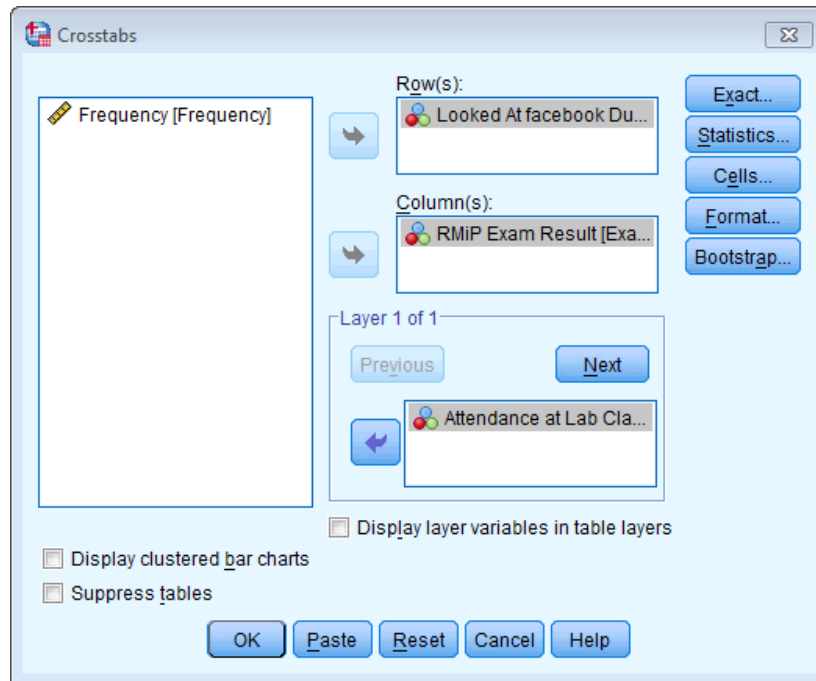 Crosstabs
Frequency [Frequency]
Row(s):
Looked At facebook Du...
Column(s):
RMiP Exam Result [Exa...
Layer 1 of 1
Previous
Next
Attendance at Lab Cla...
Display layer variables in table layers
Exact...
Statistics...
Cells...
Format...
Bootstrap...
Display clustered bar charts
Suppress tables
OK
Paste
Reset
Cancel
Help